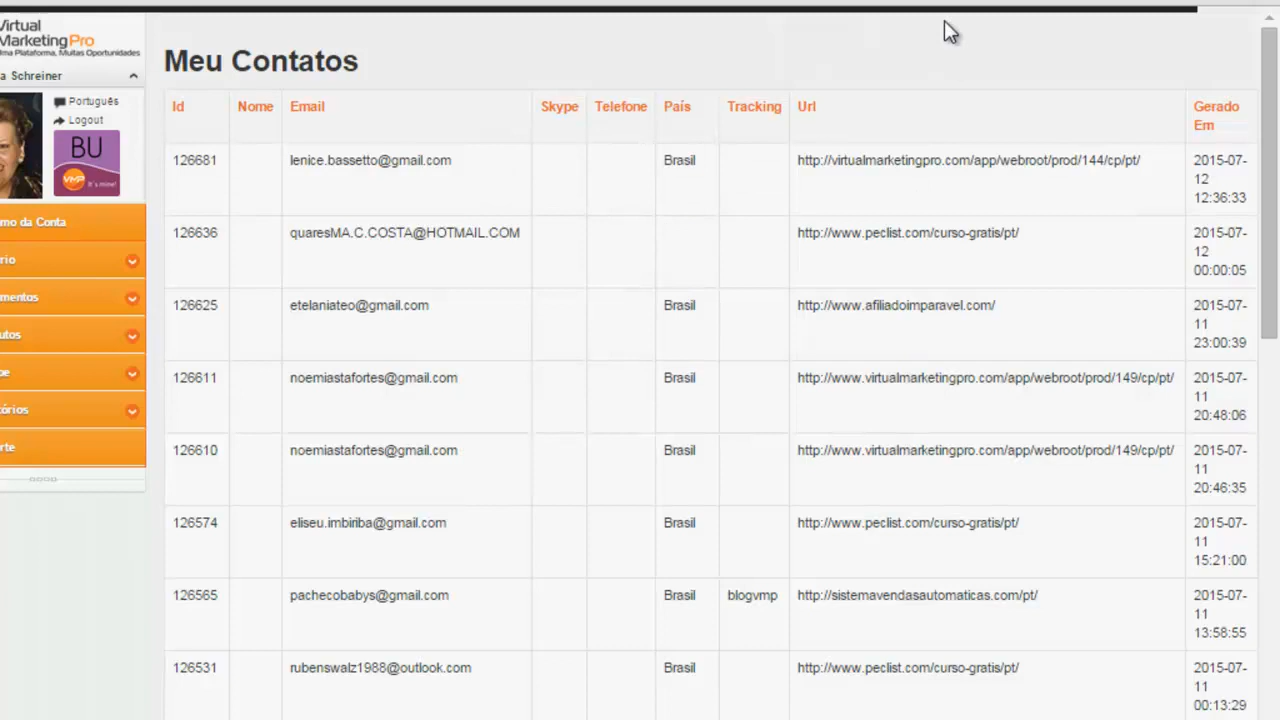 Virtual
MarketingPro
Uma Plataforma, Muitas Oportunidades
a Schreiner
Português
Logout
BU
VMP It's mine!
mo da Conta
rio
mentos
utos
pe
tórios
rte
Meu Contatos
Id Nome Email Skype Telefone País Tracking Url Gerado
Em
126681 lenice.bassetto@gmail.com Brasil http://virtualmarketingpro.com/app/webroot/prod/144/cp/pt/ 2015-07-
12
12:36:33
126636 quaresMA.C.COSTA@HOTMAIL.COM http://www.peclist.com/curso-gratis/pt/ 2015-07-
12
00:00:05
126625 etelaniateo@gmail.com Brasil http://www.afiliadoimparavel.com/ 2015-07-
11
23:00:39
126611 noemiastafortes@gmail.com Brasil http://www.virtualmarketingpro.com/app/webroot/prod/149/cp/pt/ 2015-07-
11
20:48:06
126610 noemiastafortes@gmail.com Brasil http://www.virtualmarketingpro.com/app/webroot/prod/149/cp/pt/ 2015-07-
11
20:46:35
126574 eliseu.imbiriba@gmail.com Brasil http://www.peclist.com/curso-gratis/pt/ 2015-07-
11
15:21:00
126565 pachecobabys@gmail.com Brasil blogvmp http://sistemavendasautomaticas.com/pt/ 2015-07-
11
13:58:55
126531 rubenswalz1988@outlook.com Brasil http://www.peclist.com/curso-gratis/pt/ 2015-07-
11
00:13:29